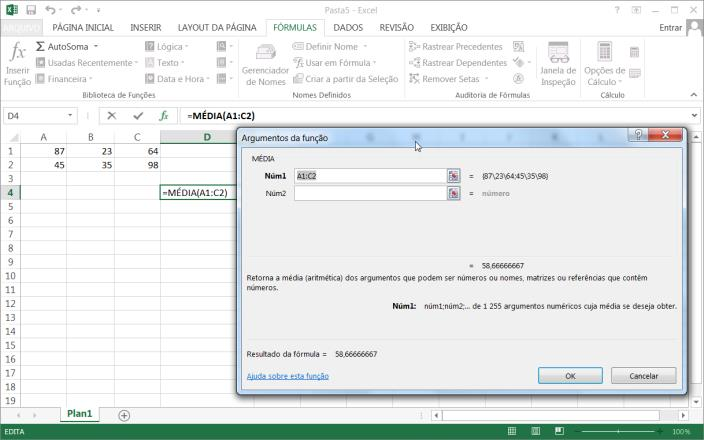 Pasta5 - Excel
ARQUIVO PÁGINA INICIAL INSERIR LAYOUT DA PÁGINA FÓRMULAS DADOS REVISÃO EXIBIÇÃO Entrar
Inserir Função
AutoSoma
Usadas Recentemente
Financeira
Lógica
Texto
Data e Hora
Biblioteca de Funções
Gerenciador de Nomes
Definir Nome
Usar em Fórmula
Criar a partir da Seleção
Nomes Definidos
Rastrear Precedentes
Rastrear Dependentes
Remover Setas
Auditoria de Fórmulas
Janela de Inspeção
Opções de Cálculo
Cálculo
D4 fx =MÉDIA(A1:C2)
A B C D
1 87 23 64
2 45 35 98
3
4 =MÉDIA(A1:C2)
5
6
7
8
9
10
11
12
13
14
15
16
17
18
19
Argumentos da função
MÉDIA
Núm1 A1:C2 = {87\23\64;45\35\98}
Núm2 = número
= 58,66666667
Retorna a média (aritmética) dos argumentos que podem ser números ou nomes, matrizes ou referências que contêm
números.
Núm1: núm1;núm2;... de 1 255 argumentos numéricos cuja média se deseja obter.
Resultado da fórmula = 58,66666667
Ajuda sobre esta função
OK Cancelar
Plan1
EDITA 100%